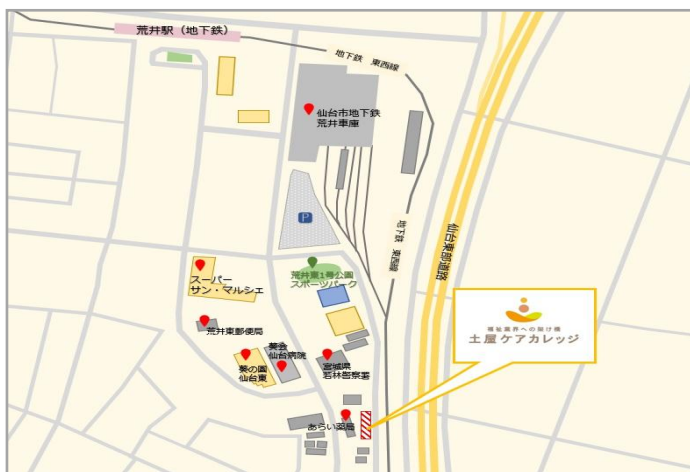 荒井駅（地下鉄）
地下鉄 東西線
仙台市地下鉄
荒井車庫
P
地下鉄 東西線
仙台東部道路
荒井東1号公園
スポーツパーク
スーパー
サン・マルシェ
福祉業界への架け橋
土屋ケアカレッジ
荒井東郵便局
葵会
仙台病院
葵の園
仙台東
宮城県
若林警察署
あらい薬局